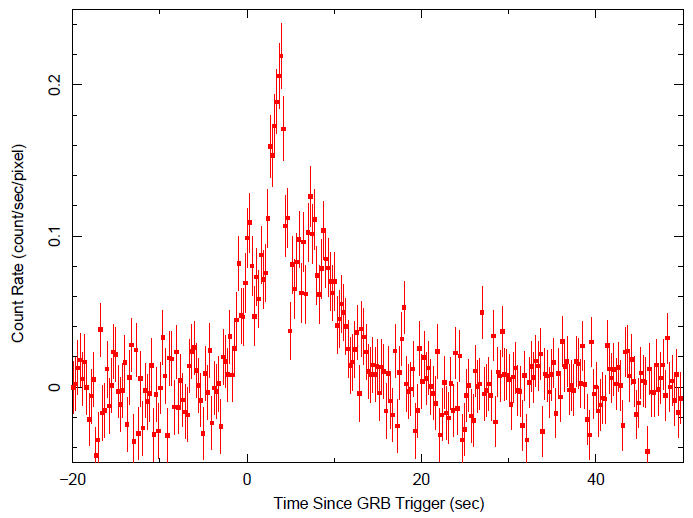 0.2
0.1
0
Count Rate (count/sec/pixel)
−20 0 20 40
Time Since GRB Trigger (sec)